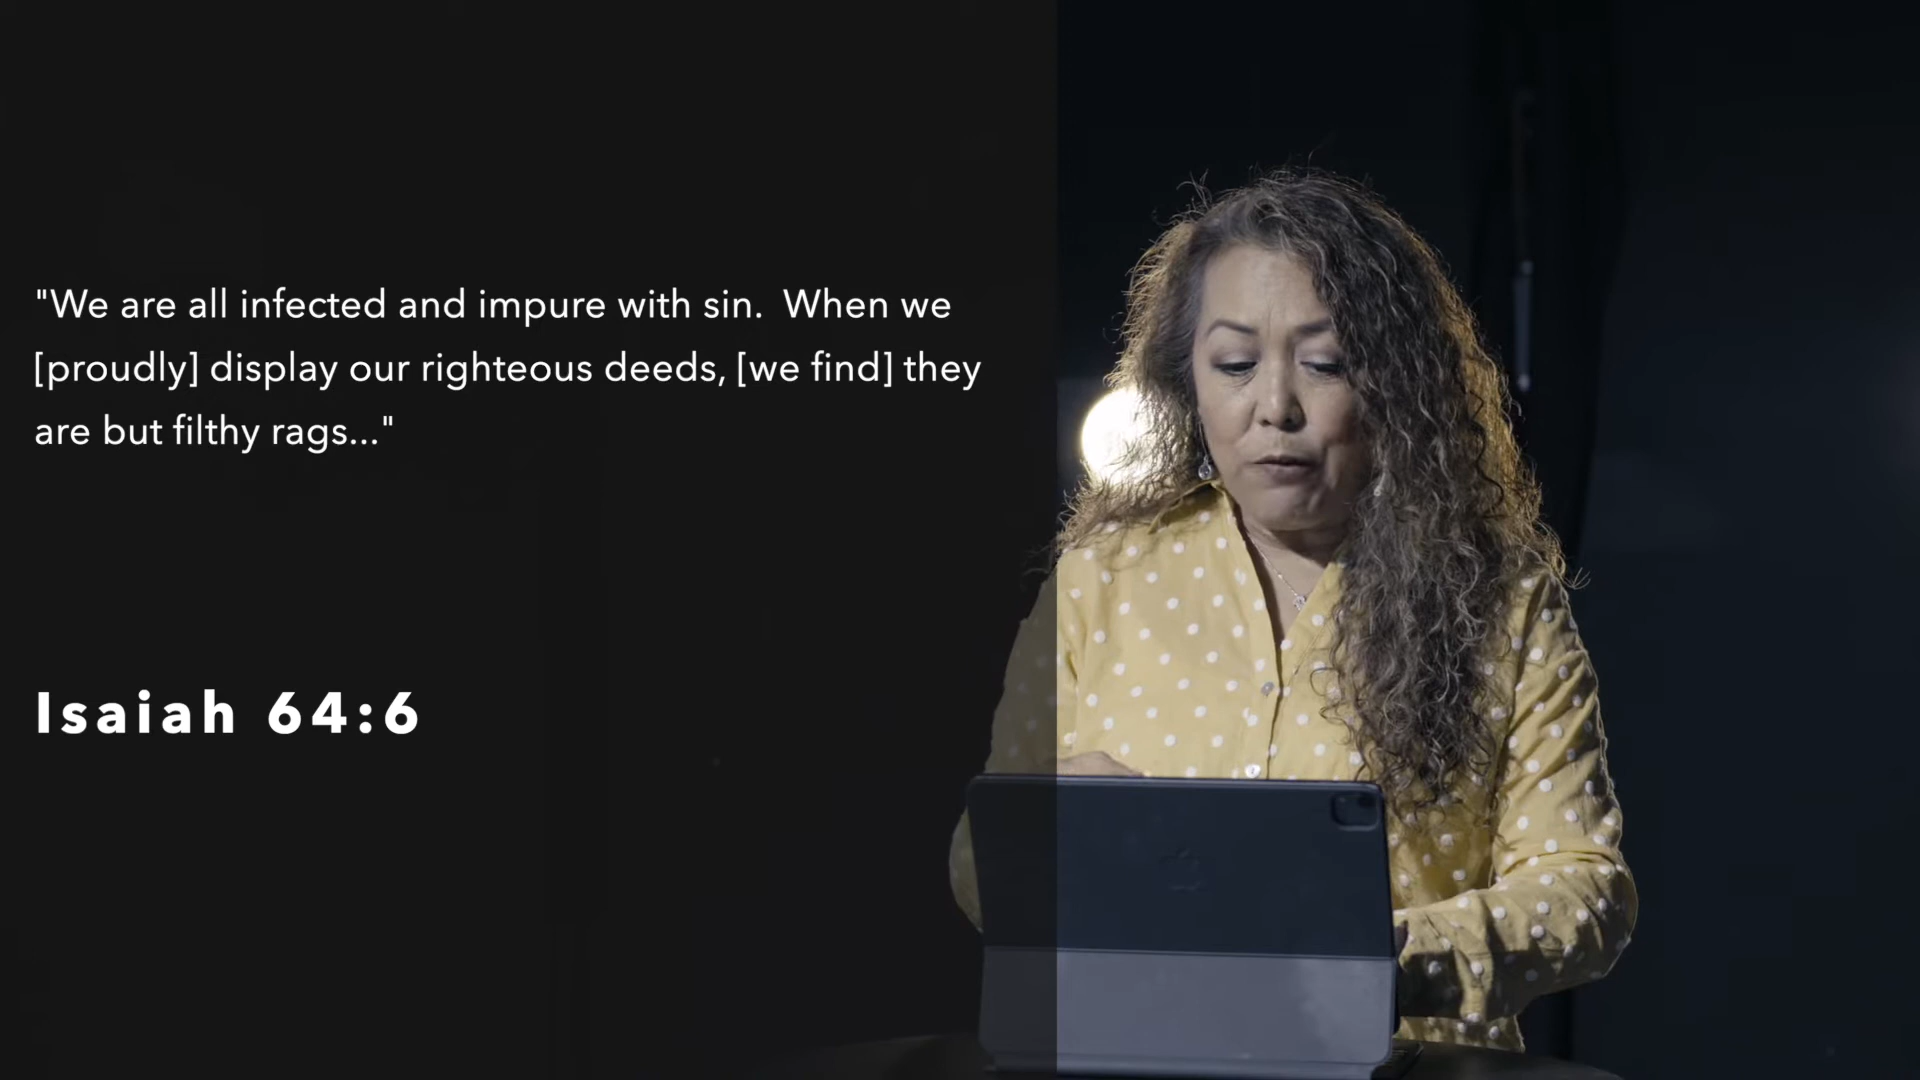 "We are all infected and impure with sin.  When we
[proudly] display our righteous deeds, [we find] they
are but filthy rags..."
Isaiah 64:6